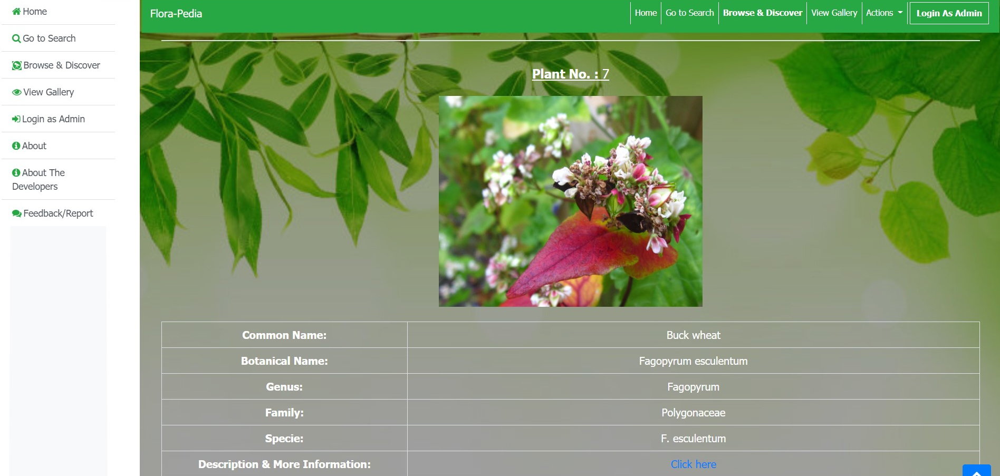 Home
Go to Search
Browse & Discover
View Gallery
Login as Admin
About
About The
Developers
Feedback/Report
Flora-Pedia
Home
Go to Search
Browse & Discover
View Gallery
Actions
Login As Admin
Plant No. : 7
Common Name: Buck wheat
Botanical Name: Fagopyrum esculentum
Genus: Fagopyrum
Family: Polygonaceae
Specie: F. esculentum
Description & More Information: Click here